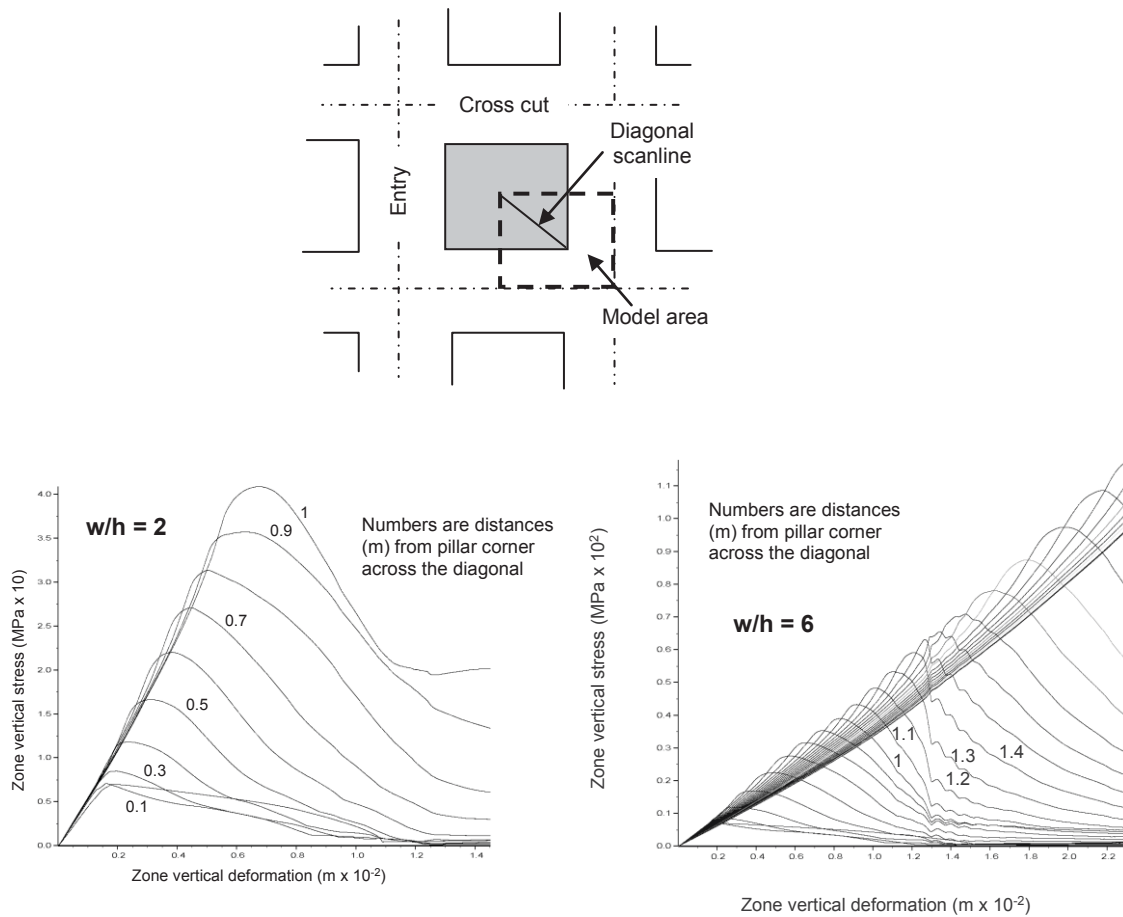 Cross cut
Diagonal
scanline
Entry
Model area
w/h = 2
Numbers are distances
(m) from pillar corner
across the diagonal
Zone vertical stress (MPa x 10)
4.0
3.5
3.0
2.5
2.0
1.5
1.0
0.5
0.0
1
0.9
0.7
0.5
0.3
0.1
0.2
0.4
0.6
0.8
1.0
1.2
1.4
Zone vertical deformation (m x 10⁻²)
Numbers are distances
(m) from pillar corner
across the diagonal
w/h = 6
Zone vertical stress (MPa x 10²)
1.1
1.0
0.9
0.8
0.7
0.6
0.5
0.4
0.3
0.2
0.1
0.0
1.1
1
1.3
1.2
1.4
0.2
0.4
0.6
0.8
1.0
1.2
1.4
1.6
1.8
2.0
2.2
Zone vertical deformation (m x 10⁻²)